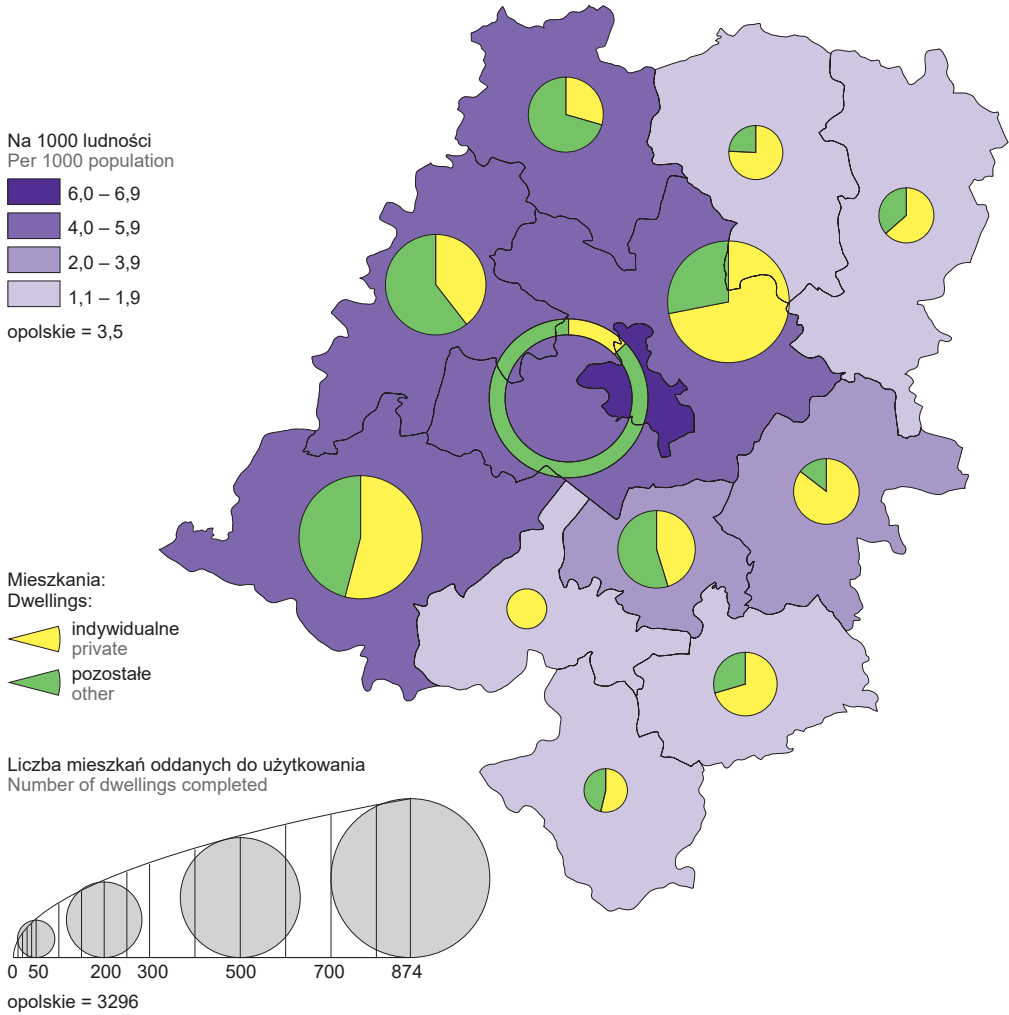 Na 1000 ludności
Per 1000 population
6,0 – 6,9
4,0 – 5,9
2,0 – 3,9
1,1 – 1,9
opolskie = 3,5
Mieszkania:
Dwellings:
indywidualne
private
pozostałe
other
Liczba mieszkań oddanych do użytkowania
Number of dwellings completed
0 50 200 300 500 700 874
opolskie = 3296